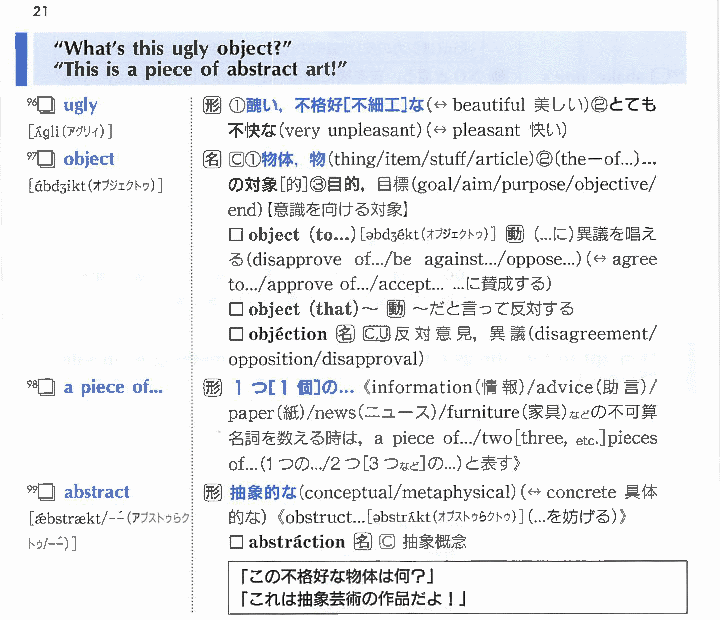 21
“What's this ugly object?”
“This is a piece of abstract art!”
96□ ugly
[ʌ́gli(アグリィ)]
形 ①醜い，不格好[不細工]な(↔ beautiful 美しい)②とても
不快な(very unpleasant)(↔ pleasant 快い)
97□ object
[ɑ́bdʒikt(オブジェクトゥ)]
名 C①物体，物(thing/item/stuff/article)②(the—of...)...
の対象[的]③目的，目標(goal/aim/purpose/objective/
end)【意識を向ける対象】
□ object (to...)[əbdʒékt(オブジェクトゥ)] 動 (...に)異議を唱え
る(disapprove of.../be against.../oppose...)(↔ agree
to.../approve of.../accept... ...に賛成する)
□ object (that)～ 動 ～だと言って反対する
□ objéction 名 C,U反対意見，異議(disagreement/
opposition/disapproval)
98□ a piece of...
形 1つ[1個]の...《information(情報)/advice(助言)/
paper(紙)/news(ニュース)/furniture(家具)などの不可算
名詞を数える時は，a piece of.../two[three, etc.]pieces
of...(1つの.../2つ[3つなど]の...)と表す》
99□ abstract
[ǽbstrækt/--́(アブストゥらク
トゥ/--́)]
形 抽象的な(conceptual/metaphysical)(↔ concrete 具体
的な)《obstruct...[əbstrʌ́kt(オブストゥらクトゥ)](...を妨げる)》
□ abstráction 名 C 抽象概念
「この不格好な物体は何？」
「これは抽象芸術の作品だよ！」